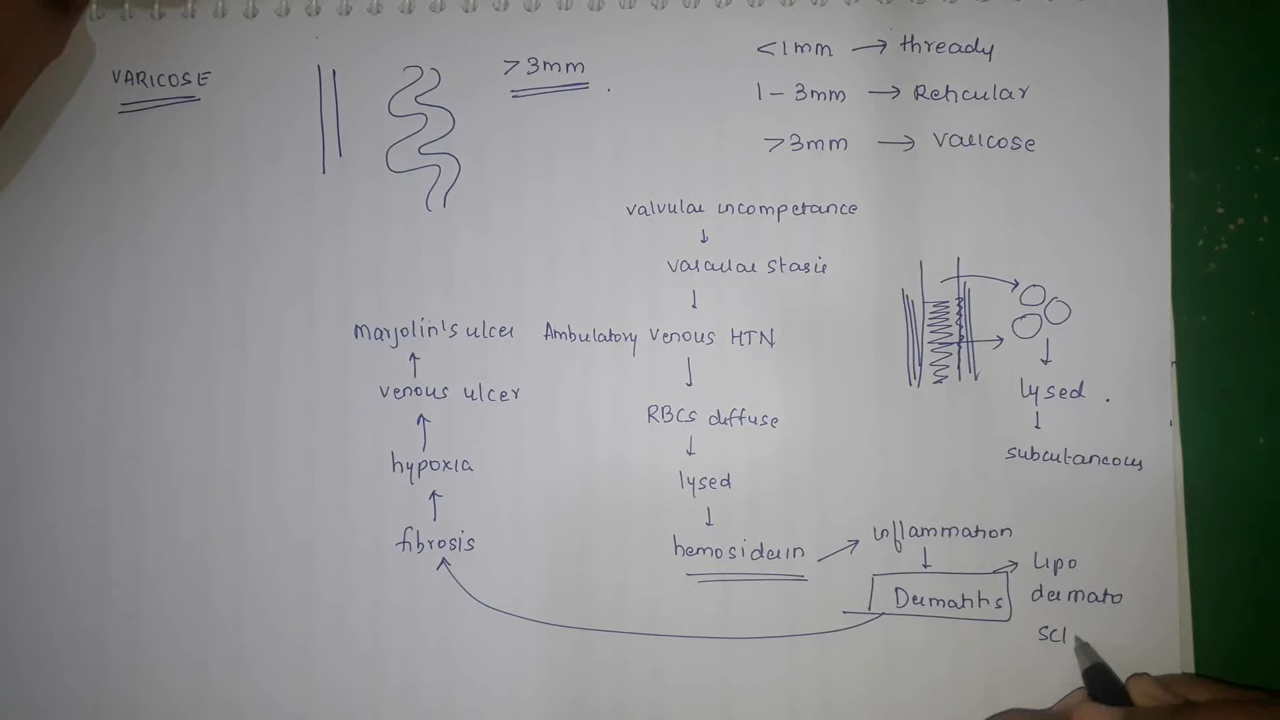 VARICOSE
>3mm .
<1mm → thready
1 - 3mm → Reticular
>3mm → varicose
valvular incompetance
↓
vascular stasis
↓
Ambulatory venous HTN
↓
RBCs diffuse
↓
lysed
↓
hemosiderin → inflammation
↓
Dermatitis → Lipo
dermato
scl
fibrosis
↑
hypoxia
↑
venous ulcer
↑
marjolin's ulcer
lysed .
↓
subcutaneous